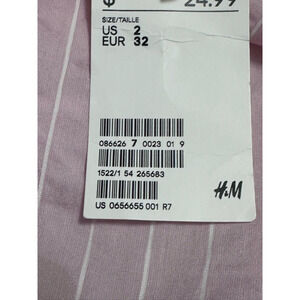 24.99
SIZE/TAILLE
US 2
EUR 32
086626 7 0023 01 9
1522/1 54 265683
H&M
US 0656655 001 R7